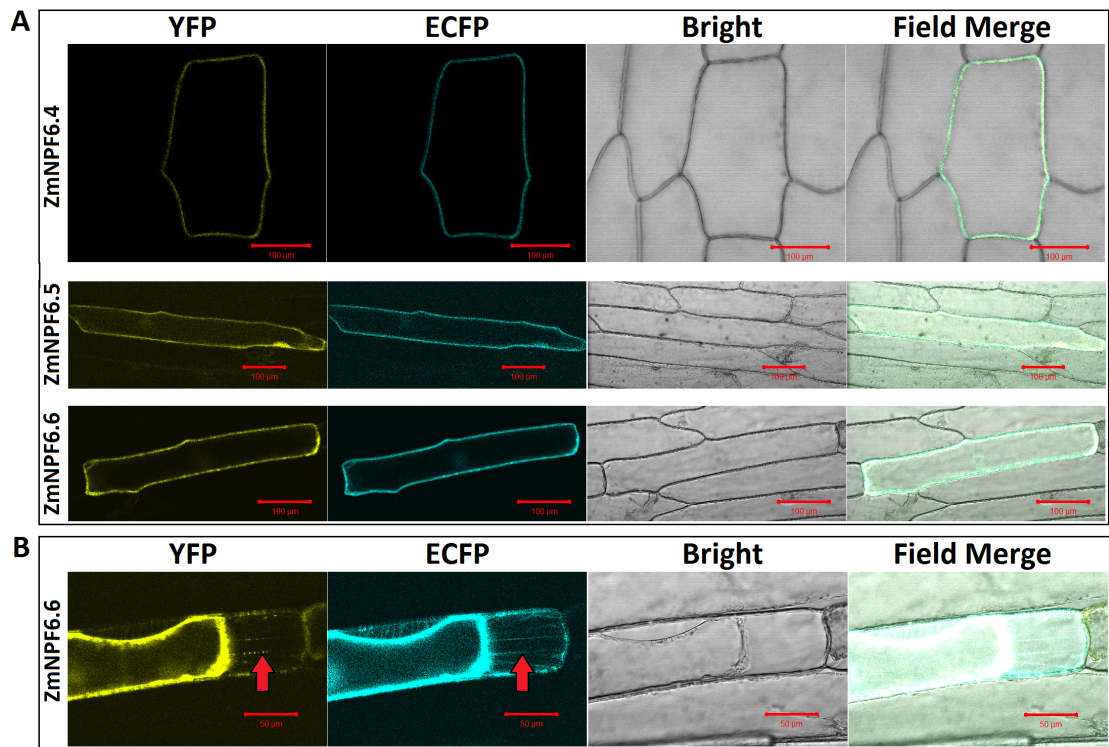 A
YFP ECFP Bright Field Merge
ZmNPF6.4
100 µm 100 µm 100 µm 100 µm
ZmNPF6.5
100 µm 100 µm 100 µm 100 µm
ZmNPF6.6
100 µm 100 µm 100 µm 100 µm
B
YFP ECFP Bright Field Merge
ZmNPF6.6
50 µm 50 µm 50 µm 50 µm